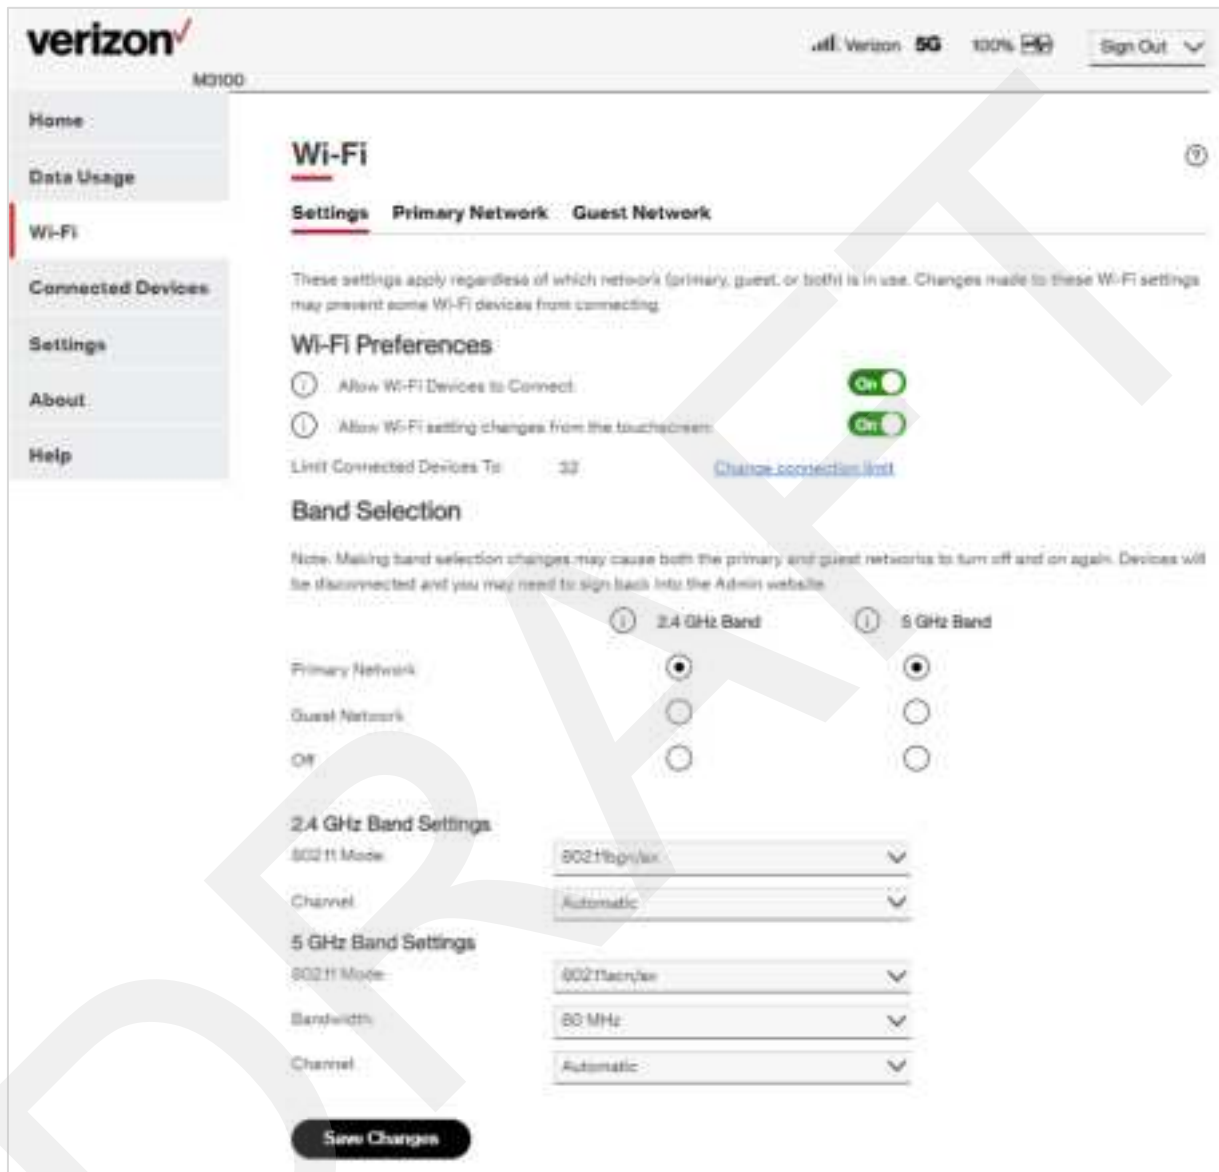 verizon
Verizon 5G 100% Sign Out
M3100
Home
Data Usage
Wi-Fi
Connected Devices
Settings
About
Help
Wi-Fi
Settings Primary Network Guest Network
These settings apply regardless of which network (primary, guest, or both) is in use. Changes made to these Wi-Fi settings
may prevent some Wi-Fi devices from connecting.
Wi-Fi Preferences
Allow Wi-Fi Devices to Connect: On
Allow Wi-Fi setting changes from the touchscreen: On
Limit Connected Devices To: 32 Change connection limit
Band Selection
Note: Making band selection changes may cause both the primary and guest networks to turn off and on again. Devices will
be disconnected and you may need to sign back into the Admin website.
2.4 GHz Band 5 GHz Band
Primary Network
Guest Network
Off
2.4 GHz Band Settings
802.11 Mode: 802.11bgn/ax
Channel: Automatic
5 GHz Band Settings
802.11 Mode: 802.11acn/ax
Bandwidth: 80 MHz
Channel: Automatic
Save Changes
DRAFT